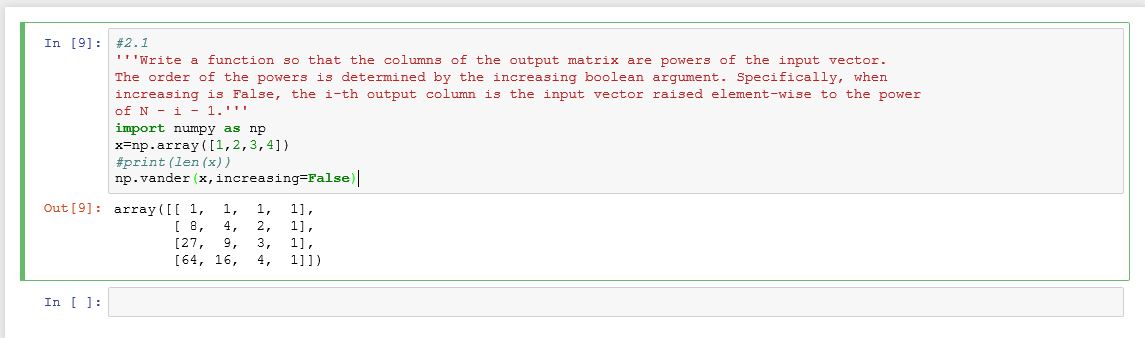 In [9]: #2.1
'''Write a function so that the columns of the output matrix are powers of the input vector.
The order of the powers is determined by the increasing boolean argument. Specifically, when
increasing is False, the i-th output column is the input vector raised element-wise to the power
of N - i - 1.'''
import numpy as np
x=np.array([1,2,3,4])
#print(len(x))
np.vander(x,increasing=False)
Out[9]: array([[ 1,  1,  1,  1],
       [ 8,  4,  2,  1],
       [27,  9,  3,  1],
       [64, 16,  4,  1]])
In [ ]: